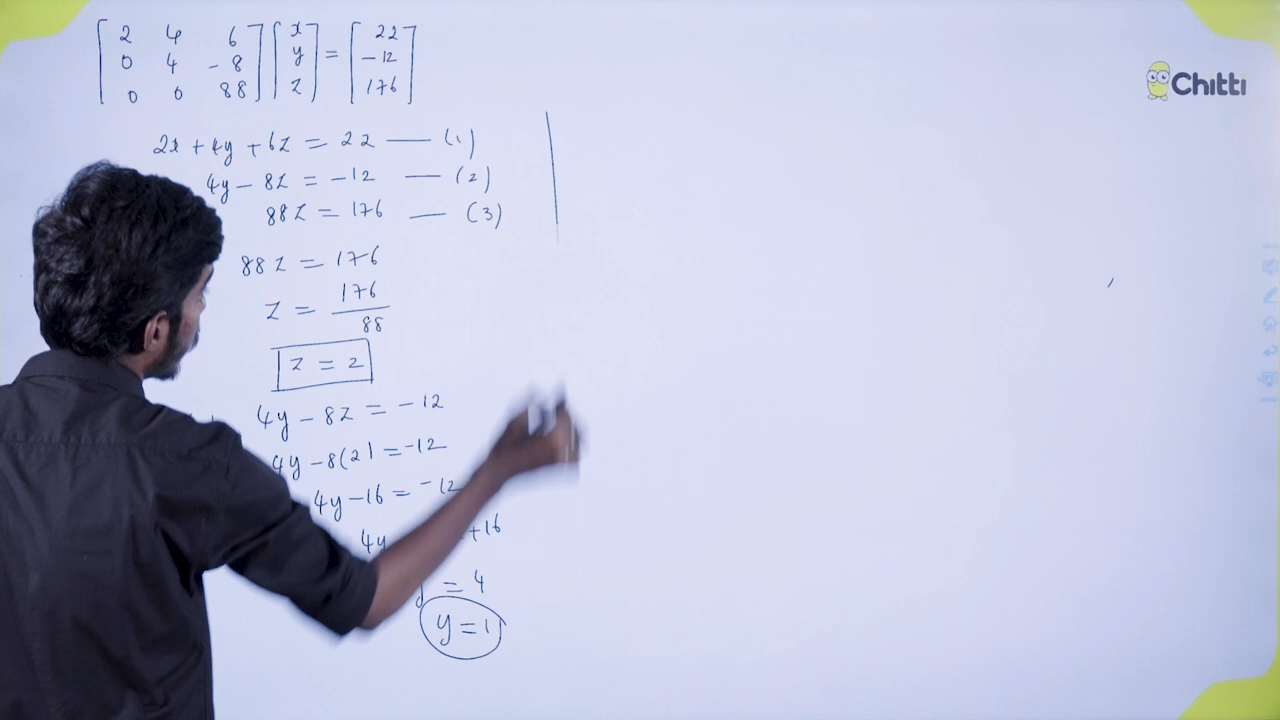 [2 4 6] [x] = [22]
[0 4 -8] [y] [-12]
[0 0 88] [z] [176]
2x + 4y + 6z = 22 — (1)
4y - 8z = -12 — (2)
88z = 176 — (3)
88z = 176
z = 176
88
z = 2
4y - 8z = -12
4y - 8(2) = -12
4y - 16 = -12
4y +16
= 4
y = 1
Chitti